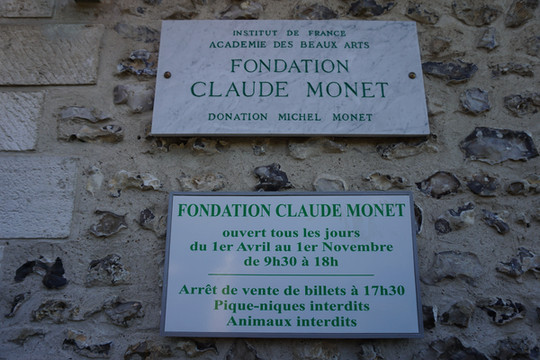 INSTITUT DE FRANCE
ACADEMIE DES BEAUX ARTS
FONDATION
CLAUDE MONET
DONATION MICHEL MONET
FONDATION CLAUDE MONET
ouvert tous les jours
du 1er Avril au 1er Novembre
de 9h30 à 18h
Arrêt de vente de billets à 17h30
Pique-niques interdits
Animaux interdits